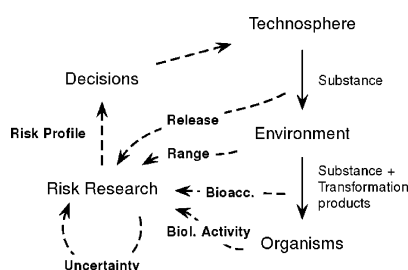 Technosphere
Decisions
Substance
Release
Risk Profile
Environment
Range
Substance +
Transformation
products
Risk Research
Bioacc.
Biol. Activity
Organisms
Uncertainty